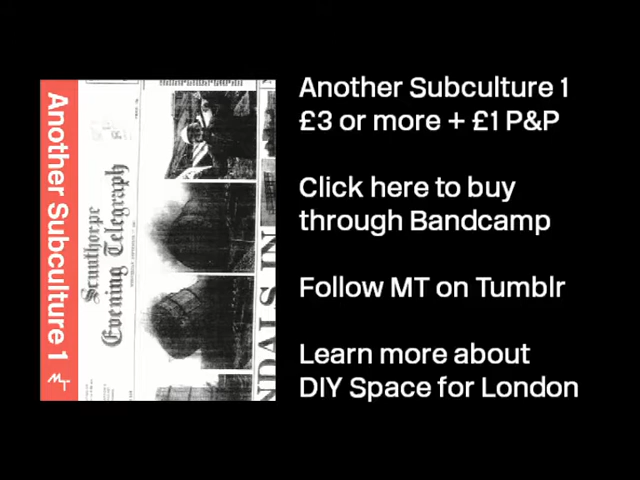 Another Subculture 1
MT
Scunthorpe
Evening Telegraph
NDALS IN
Another Subculture 1
£3 or more + £1 P&P
Click here to buy
through Bandcamp
Follow MT on Tumblr
Learn more about
DIY Space for London